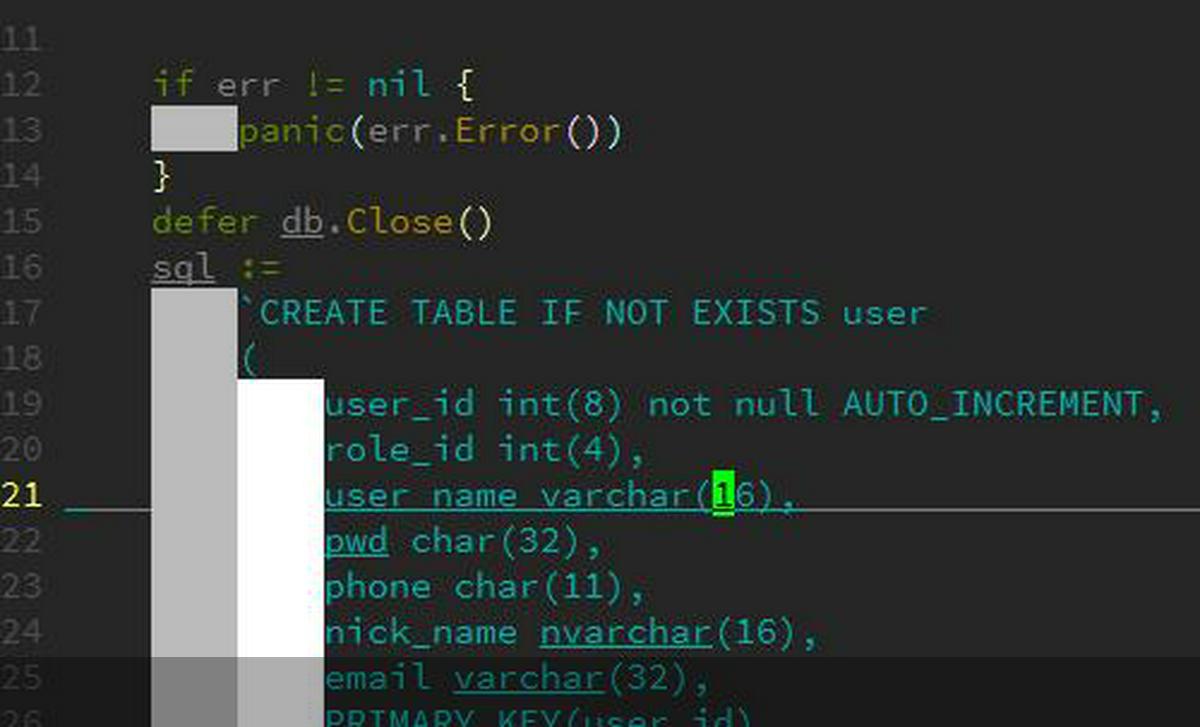 11
12 if err != nil {
13 panic(err.Error())
14 }
15 defer db.Close()
16 sql :=
17 `CREATE TABLE IF NOT EXISTS user
18 (
19 user_id int(8) not null AUTO_INCREMENT,
20 role_id int(4),
21 user_name varchar(16),
22 pwd char(32),
23 phone char(11),
24 nick_name nvarchar(16),
25 email varchar(32),
26 PRIMARY KEY(user_id)